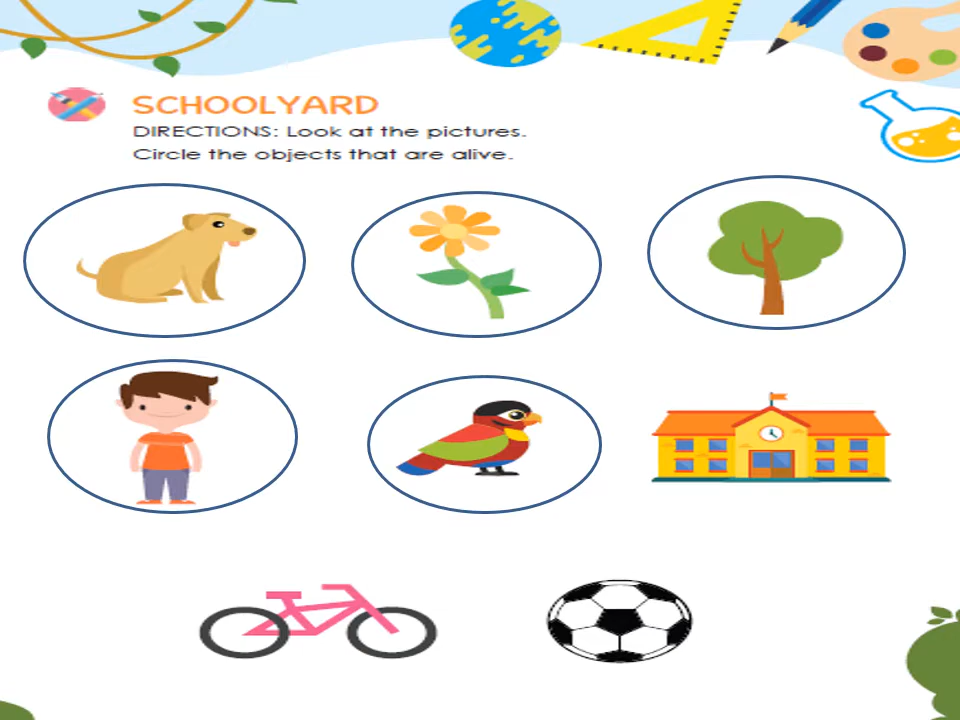 SCHOOLYARD
DIRECTIONS: Look at the pictures.
Circle the objects that are alive.